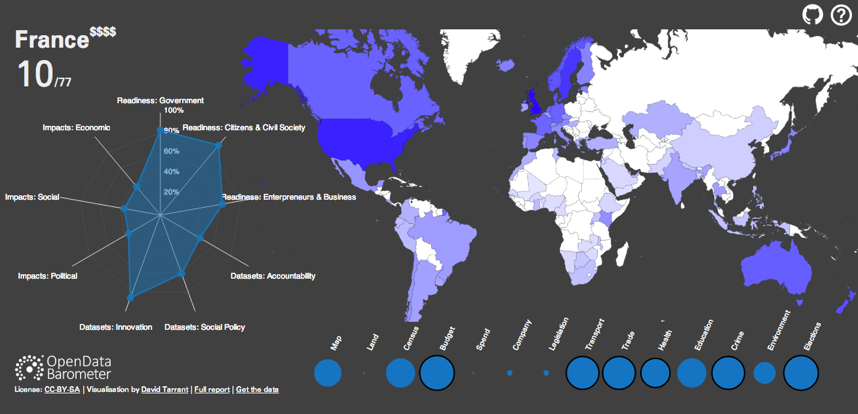 France$$$$
10/77
Readiness: Government
100%
80%
60%
40%
20%
Impacts: Economic
Readiness: Citizens & Civil Society
Impacts: Social
Readiness: Enterpreneurs & Business
Impacts: Political
Datasets: Accountability
Datasets: Innovation
Datasets: Social Policy
Map
Land
Census
Budget
Spend
Company
Legislation
Transport
Trade
Health
Education
Crime
Environment
Elections
OpenData
Barometer
License: CC-BY-SA | Visualisation by David Tarrant | Full report | Get the data